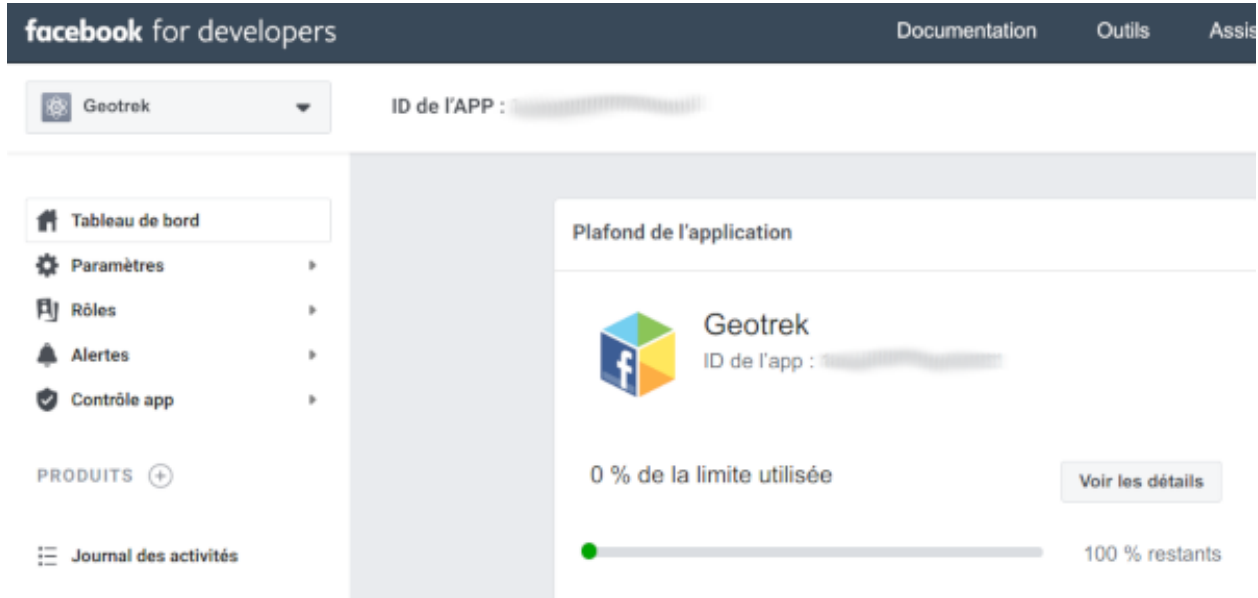 facebook for developers Documentation Outils
Geotrek ID de l'APP :
Tableau de bord
Paramètres
Rôles
Alertes
Contrôle app
PRODUITS
Journal des activités
Plafond de l'application
Geotrek
ID de l'app :
0 % de la limite utilisée Voir les détails
100 % restants